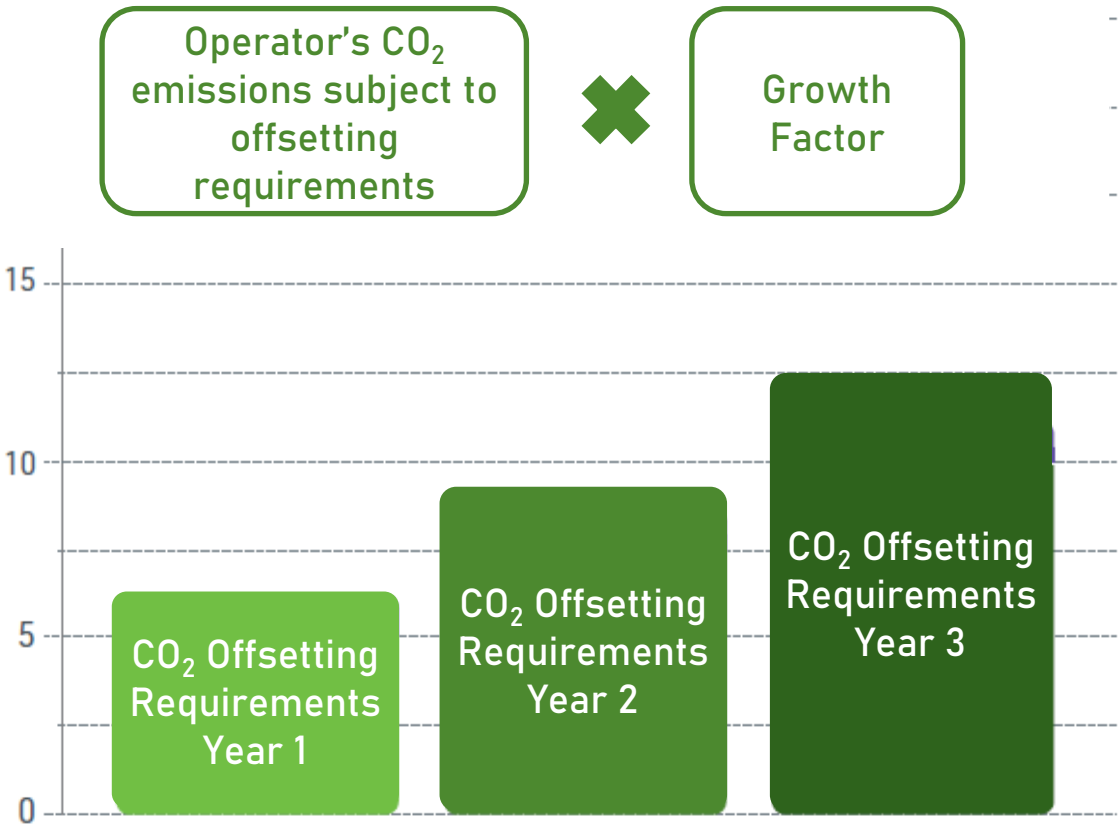 Operator’s CO₂
emissions subject to
offsetting
requirements
Growth
Factor
15
10
5
0
CO₂ Offsetting
Requirements
Year 1
CO₂ Offsetting
Requirements
Year 2
CO₂ Offsetting
Requirements
Year 3